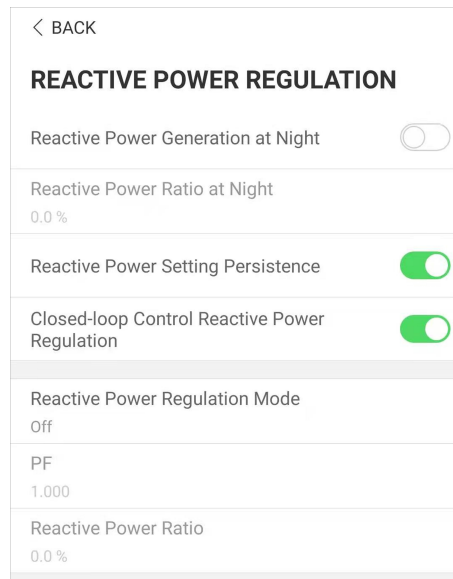 < BACK
REACTIVE POWER REGULATION
Reactive Power Generation at Night
Reactive Power Ratio at Night
0.0 %
Reactive Power Setting Persistence
Closed-loop Control Reactive Power
Regulation
Reactive Power Regulation Mode
Off
PF
1.000
Reactive Power Ratio
0.0 %